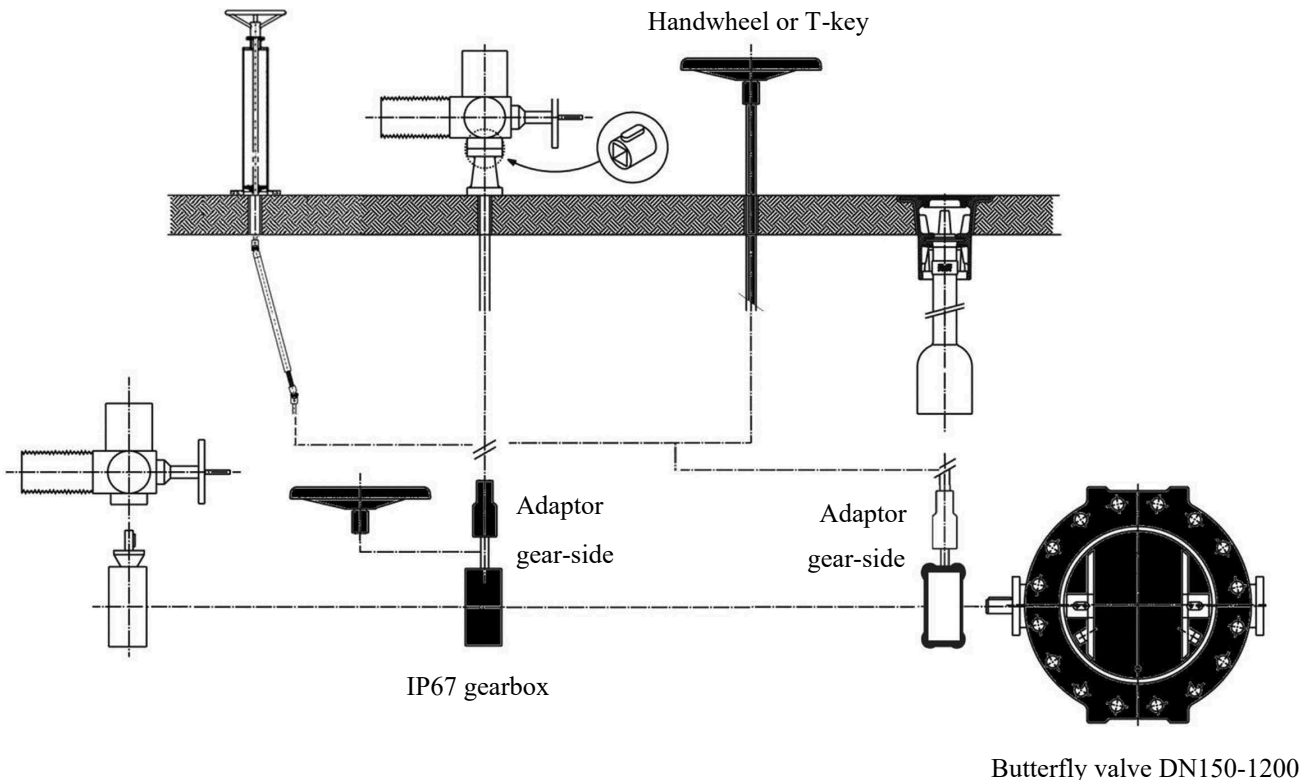 Handwheel or T-key
Adaptor
gear-side
Adaptor
gear-side
IP67 gearbox
Butterfly valve DN150-1200